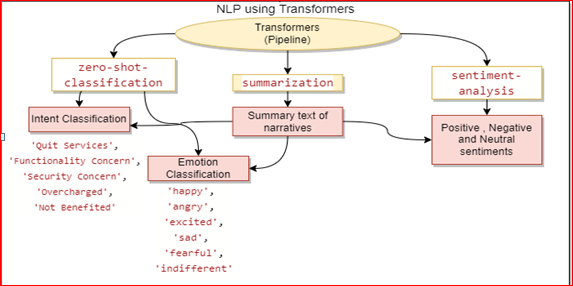 NLP using Transformers
Transformers
(Pipeline)
zero-shot-
classification
summarization
sentiment-
analysis
Intent Classification
Summary text of
narratives
Positive , Negative
and Neutral
sentiments
'Quit Services',
'Functionality Concern',
'Security Concern',
'Overcharged',
'Not Benefited'
Emotion
Classification
'happy',
'angry',
'excited',
'sad',
'fearful',
'indifferent'